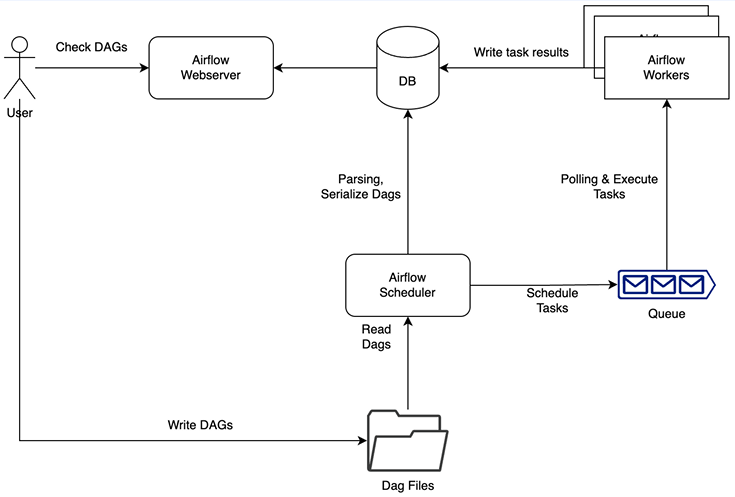 Check DAGs
Airflow
Webserver
DB
Write task results
Airflow
Workers
User
Parsing,
Serialize Dags
Polling & Execute
Tasks
Airflow
Scheduler
Schedule
Tasks
Queue
Read
Dags
Write DAGs
Dag Files